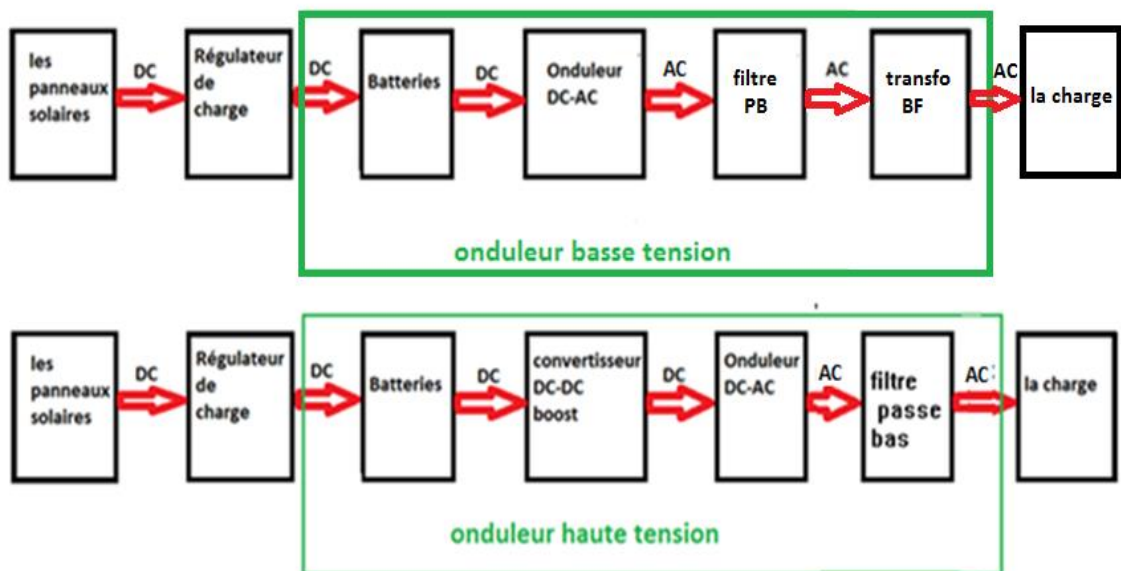 les
panneaux
solaires
DC
Régulateur
de
charge
DC
Batteries
DC
Onduleur
DC-AC
AC
filtre
PB
AC
transfo
BF
AC
la charge
onduleur basse tension
les
panneaux
solaires
DC
Régulateur
de
charge
DC
Batteries
DC
convertisseur
DC-DC
boost
DC
Onduleur
DC-AC
AC
filtre
passe
bas
AC
la charge
onduleur haute tension